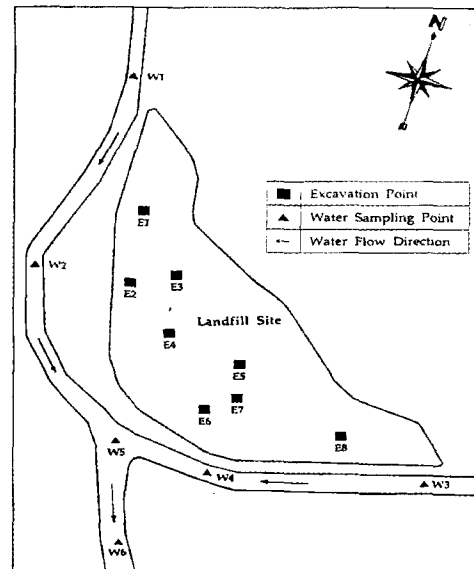 N
W1
Excavation Point
Water Sampling Point
Water Flow Direction
E1
W2
E2
E3
E4
Landfill Site
E5
E6
E7
E8
W5
W4
W3
W6